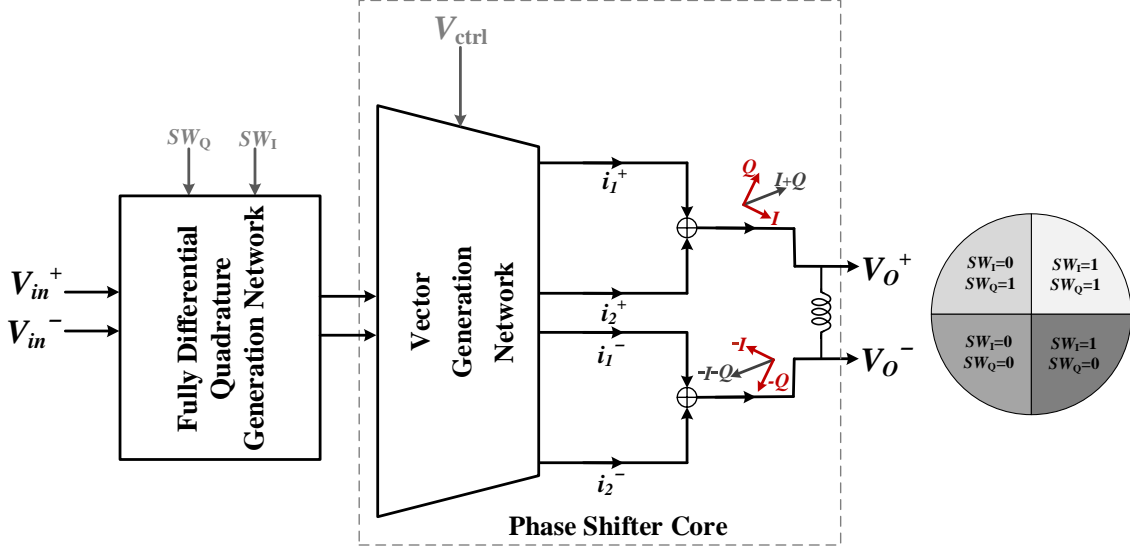 V_ctrl
SW_Q
SW_I
Fully Differential
Quadrature
Generation Network
V_in^+
V_in^-
Vector
Generation
Network
i_1^+
i_2^+
i_1^-
i_2^-
Q
I+Q
I
-I
-I-Q
-Q
V_O^+
V_O^-
Phase Shifter Core
SW_I=0
SW_Q=1
SW_I=1
SW_Q=1
SW_I=0
SW_Q=0
SW_I=1
SW_Q=0